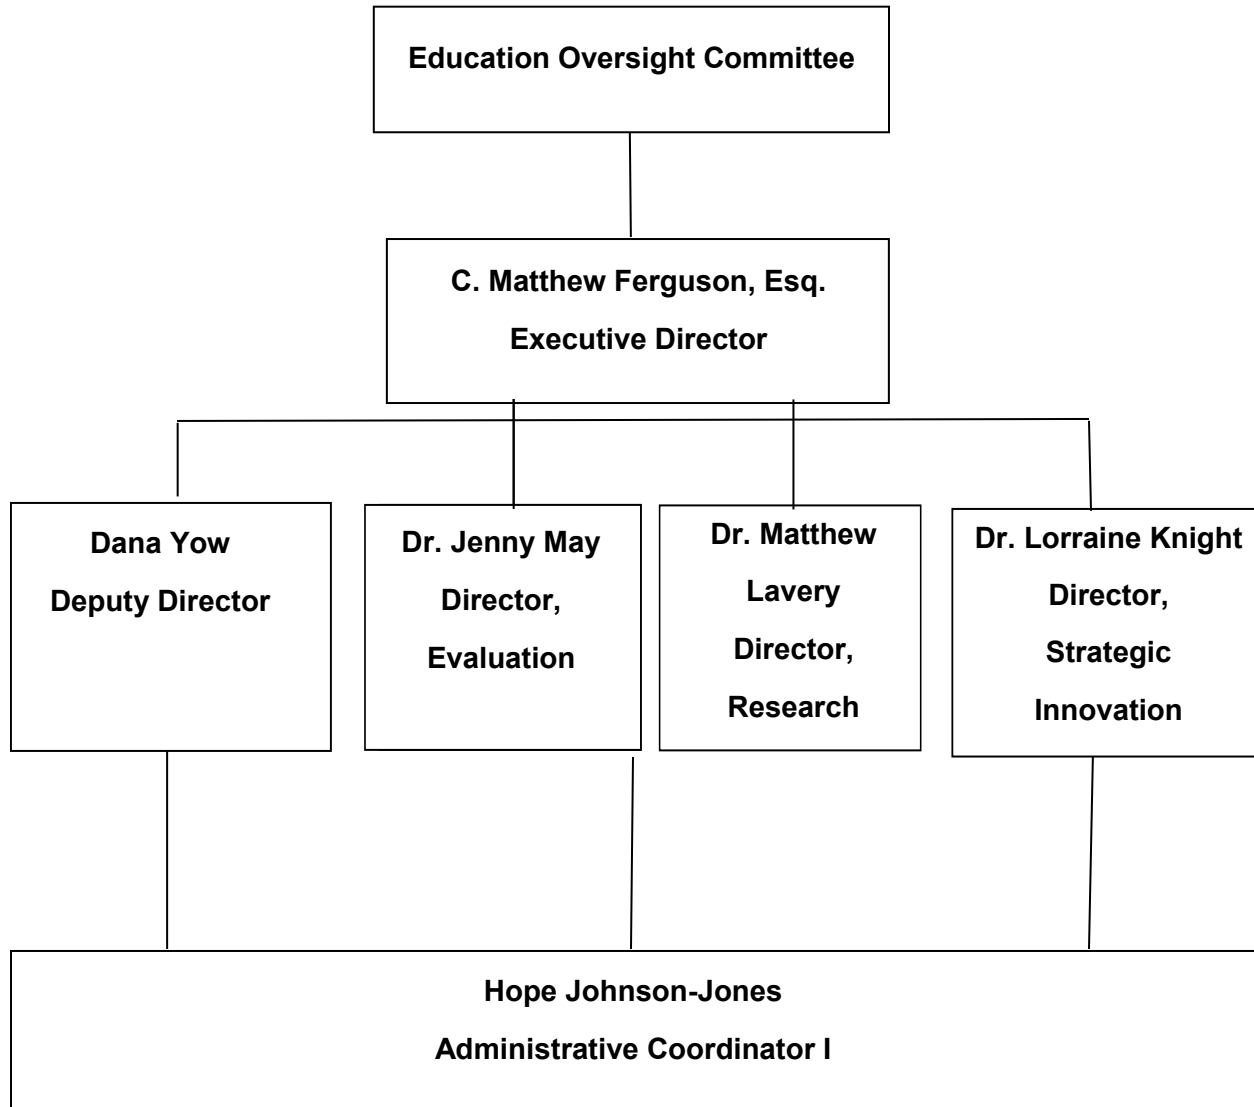 Education Oversight Committee
C. Matthew Ferguson, Esq.
Executive Director
Dana Yow
Deputy Director
Dr. Jenny May
Director,
Evaluation
Dr. Matthew
Lavery
Director,
Research
Dr. Lorraine Knight
Director,
Strategic
Innovation
Hope Johnson-Jones
Administrative Coordinator I